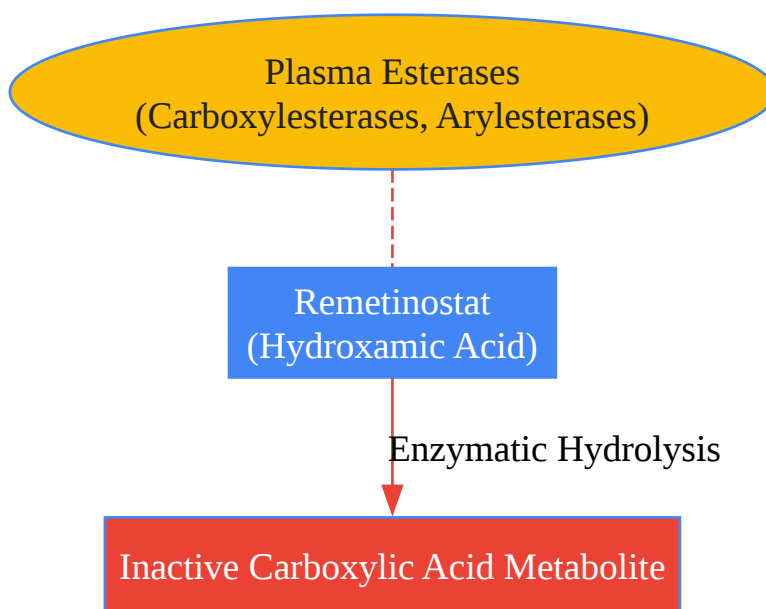 Plasma Esterases
(Carboxylesterases, Arylesterases)
Remetinostat
(Hydroxamic Acid)
Enzymatic Hydrolysis
Inactive Carboxylic Acid Metabolite